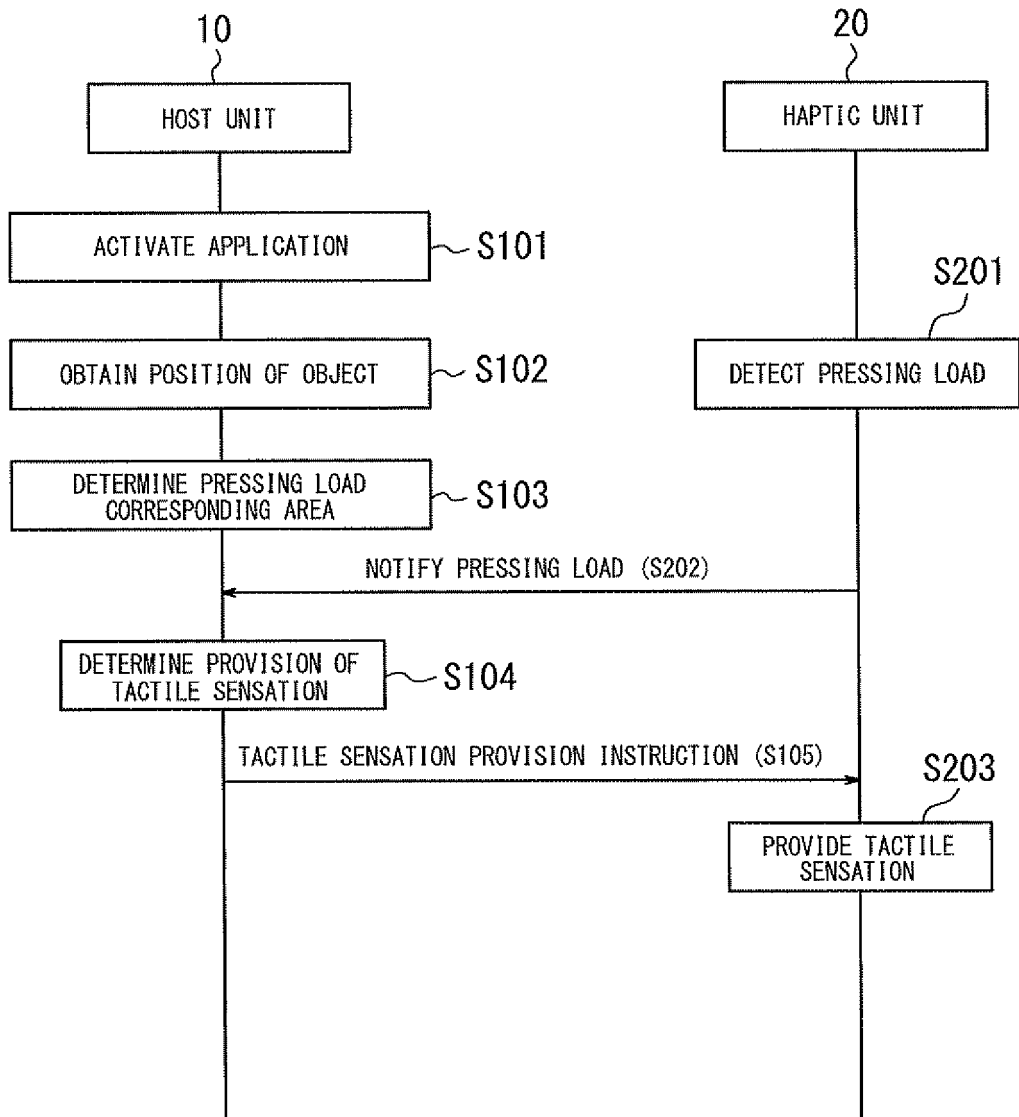 10
20
HOST UNIT
HAPTIC UNIT
ACTIVATE APPLICATION
S101
S201
OBTAIN POSITION OF OBJECT
S102
DETECT PRESSING LOAD
DETERMINE PRESSING LOAD
CORRESPONDING AREA
S103
NOTIFY PRESSING LOAD (S202)
DETERMINE PROVISION OF
TACTILE SENSATION
S104
TACTILE SENSATION PROVISION INSTRUCTION (S105)
S203
PROVIDE TACTILE
SENSATION